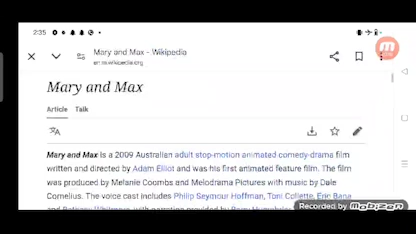 2:35
Mary and Max - Wikipedia
en.m.wikipedia.org
Mary and Max
Article Talk
Mary and Max is a 2009 Australian adult stop-motion animated comedy-drama film
written and directed by Adam Elliot and was his first animated feature film. The film
was produced by Melanie Coombs and Melodrama Pictures with music by Dale
Cornelius. The voice cast includes Philip Seymour Hoffman, Toni Collette, Eric Bana
Recorded by mobizen